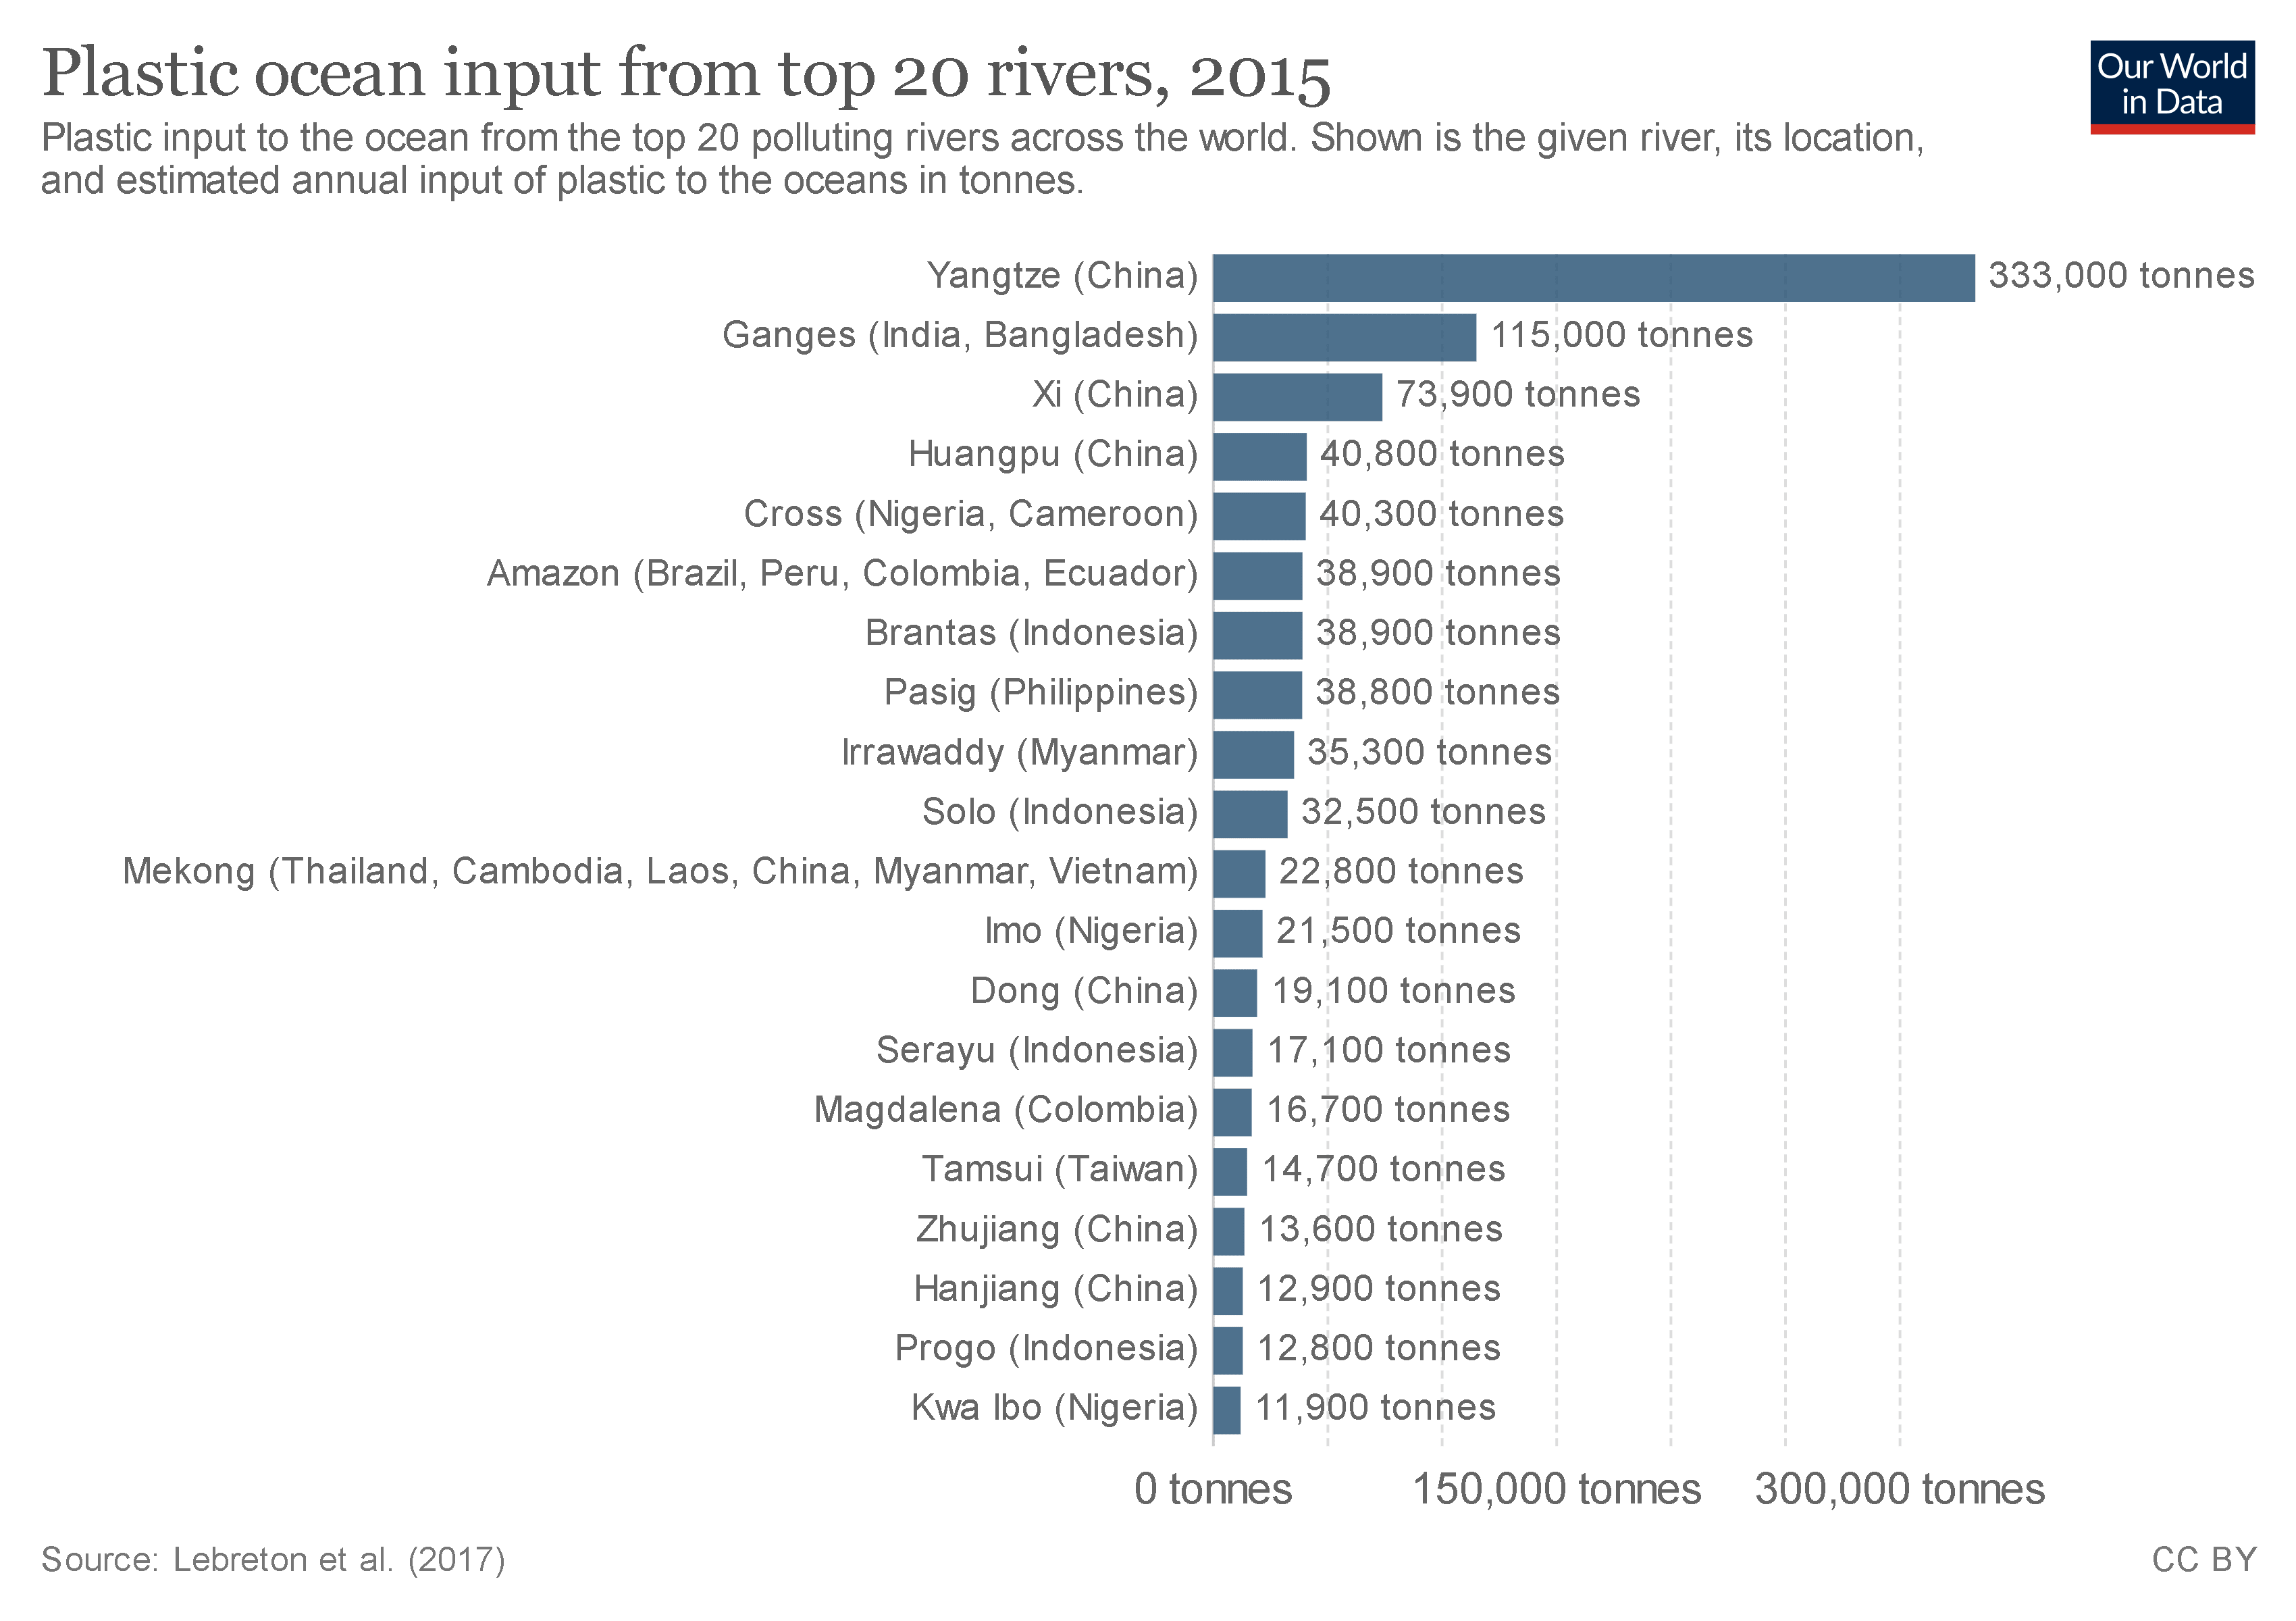 Plastic ocean input from top 20 rivers, 2015
Our World
in Data
Plastic input to the ocean from the top 20 polluting rivers across the world. Shown is the given river, its location,
and estimated annual input of plastic to the oceans in tonnes.
Yangtze (China) 333,000 tonnes
Ganges (India, Bangladesh) 115,000 tonnes
Xi (China) 73,900 tonnes
Huangpu (China) 40,800 tonnes
Cross (Nigeria, Cameroon) 40,300 tonnes
Amazon (Brazil, Peru, Colombia, Ecuador) 38,900 tonnes
Brantas (Indonesia) 38,900 tonnes
Pasig (Philippines) 38,800 tonnes
Irrawaddy (Myanmar) 35,300 tonnes
Solo (Indonesia) 32,500 tonnes
Mekong (Thailand, Cambodia, Laos, China, Myanmar, Vietnam) 22,800 tonnes
Imo (Nigeria) 21,500 tonnes
Dong (China) 19,100 tonnes
Serayu (Indonesia) 17,100 tonnes
Magdalena (Colombia) 16,700 tonnes
Tamsui (Taiwan) 14,700 tonnes
Zhujiang (China) 13,600 tonnes
Hanjiang (China) 12,900 tonnes
Progo (Indonesia) 12,800 tonnes
Kwa Ibo (Nigeria) 11,900 tonnes
0 tonnes 150,000 tonnes 300,000 tonnes
Source: Lebreton et al. (2017) CC BY